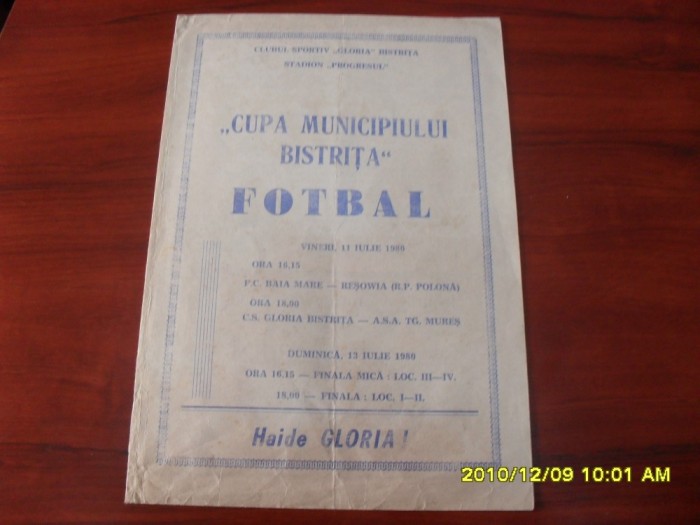 CLUBUL SPORTIV „GLORIA" BISTRIȚA
STADION „PROGRESUL"
„CUPA MUNICIPIULUI
BISTRIȚA"
FOTBAL
VINERI, 11 IULIE 1980
ORA 16,15
F.C. BAIA MARE — REȘOWIA (R.P. POLONĂ)
ORA 18,00
C.S. GLORIA BISTRIȚA — A.S.A. TG. MUREȘ
DUMINICĂ, 13 IULIE 1980
ORA 16,15 — FINALA MICĂ : LOC. III—IV.
18,00 — FINALA : LOC. I—II.
Haide GLORIA !
2010/12/09 10:01 AM